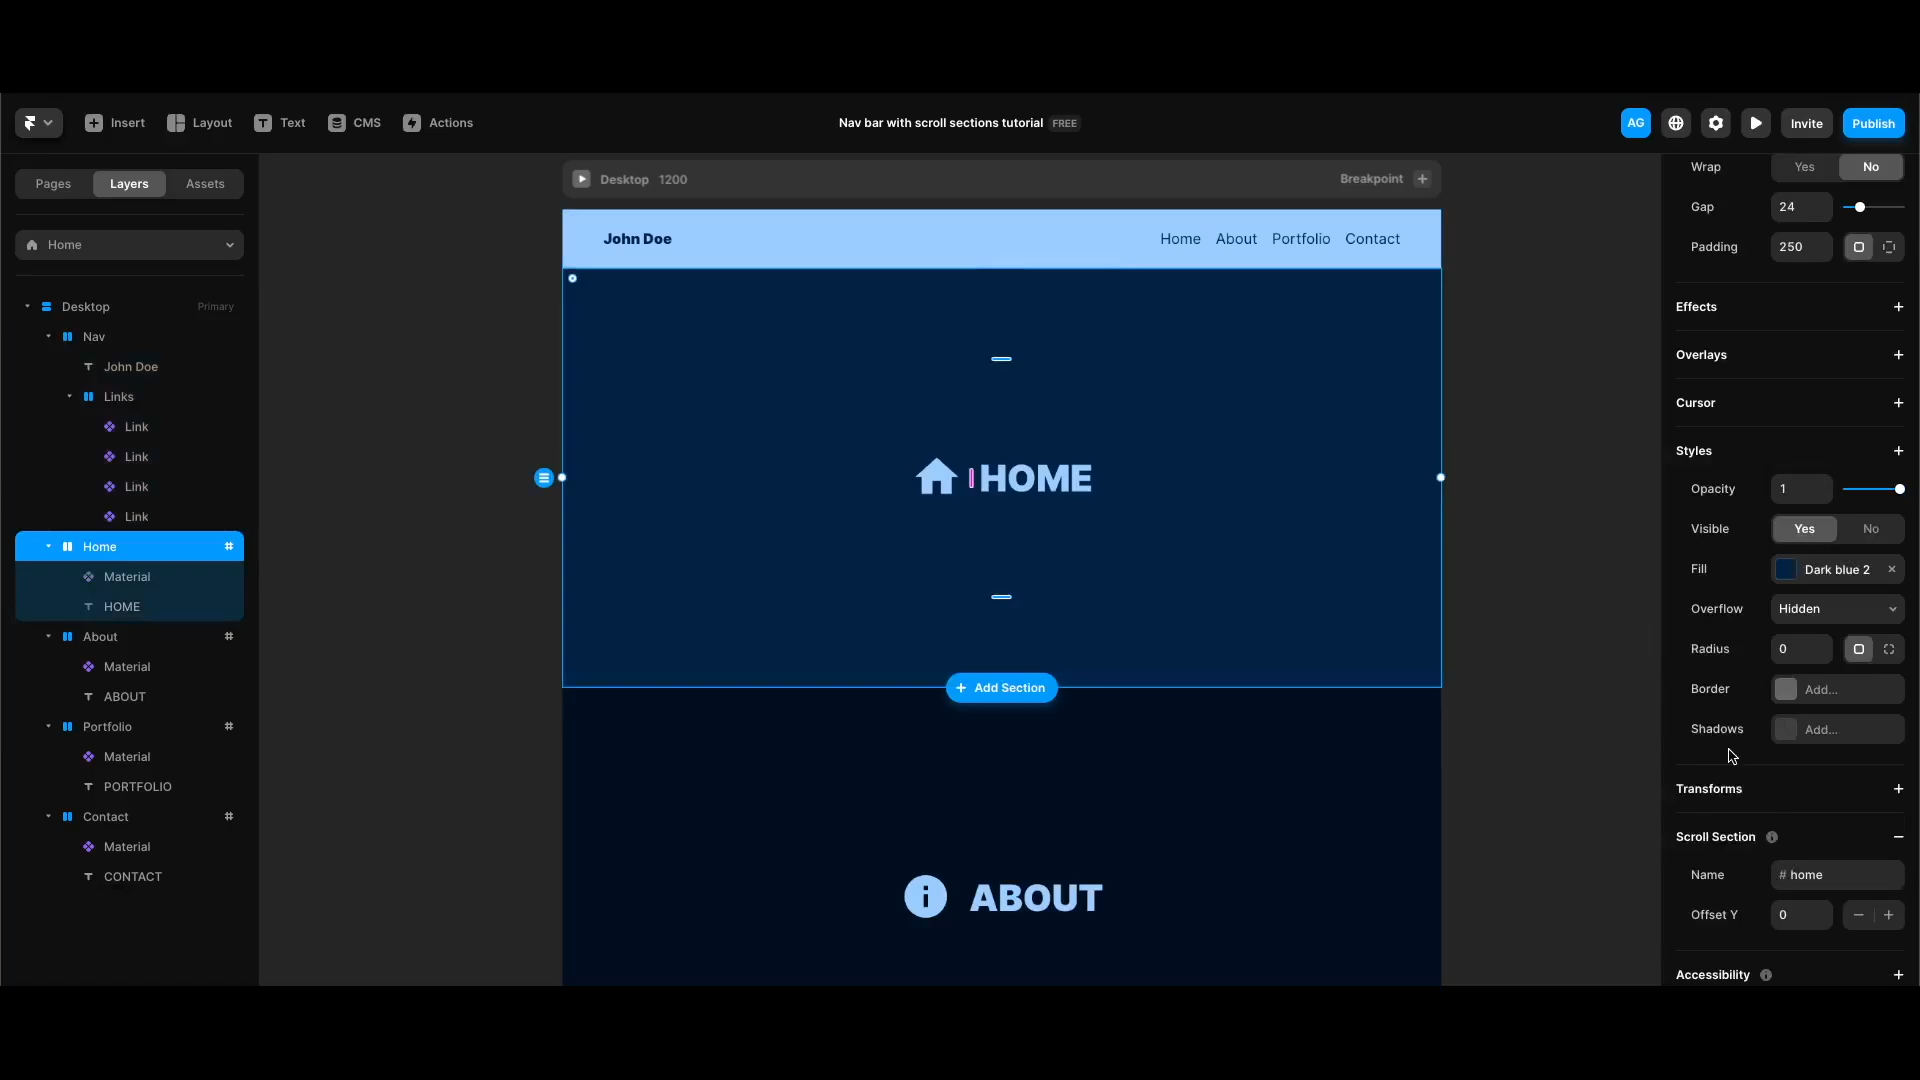 Insert Layout Text CMS Actions
Nav bar with scroll sections tutorial FREE
AG Invite Publish
Pages Layers Assets
Home
Desktop Primary
Nav
John Doe
Links
Link
Link
Link
Link
Home
Material
HOME
About
Material
ABOUT
Portfolio
Material
PORTFOLIO
Contact
Material
CONTACT
Desktop 1200 Breakpoint
John Doe Home About Portfolio Contact
HOME
Add Section
ABOUT
Wrap Yes No
Gap 24
Padding 250
Effects
Overlays
Cursor
Styles
Opacity 1
Visible Yes No
Fill Dark blue 2
Overflow Hidden
Radius 0
Border Add...
Shadows Add...
Transforms
Scroll Section
Name # home
Offset Y 0
Accessibility